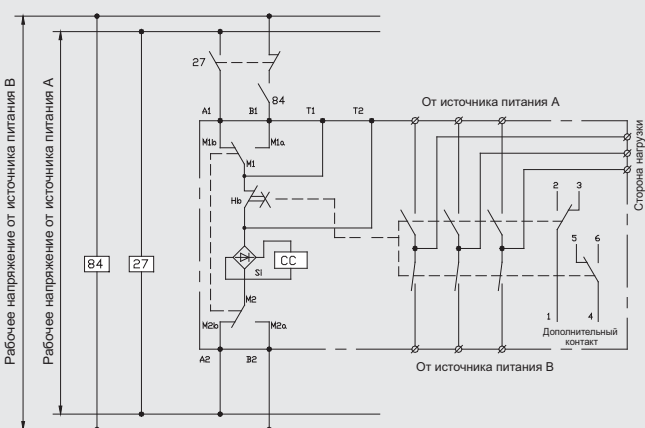 Рабочее напряжение от источника питания B
Рабочее напряжение от источника питания A
84
27
27
84
A1
B1
T1
T2
M1b
M1a
M1
Hb
CC
Si
M2
M2b
M2a
A2
B2
От источника питания A
Сторона нагрузки
2
3
5
6
1
4
Дополнительный
контакт
От источника питания B